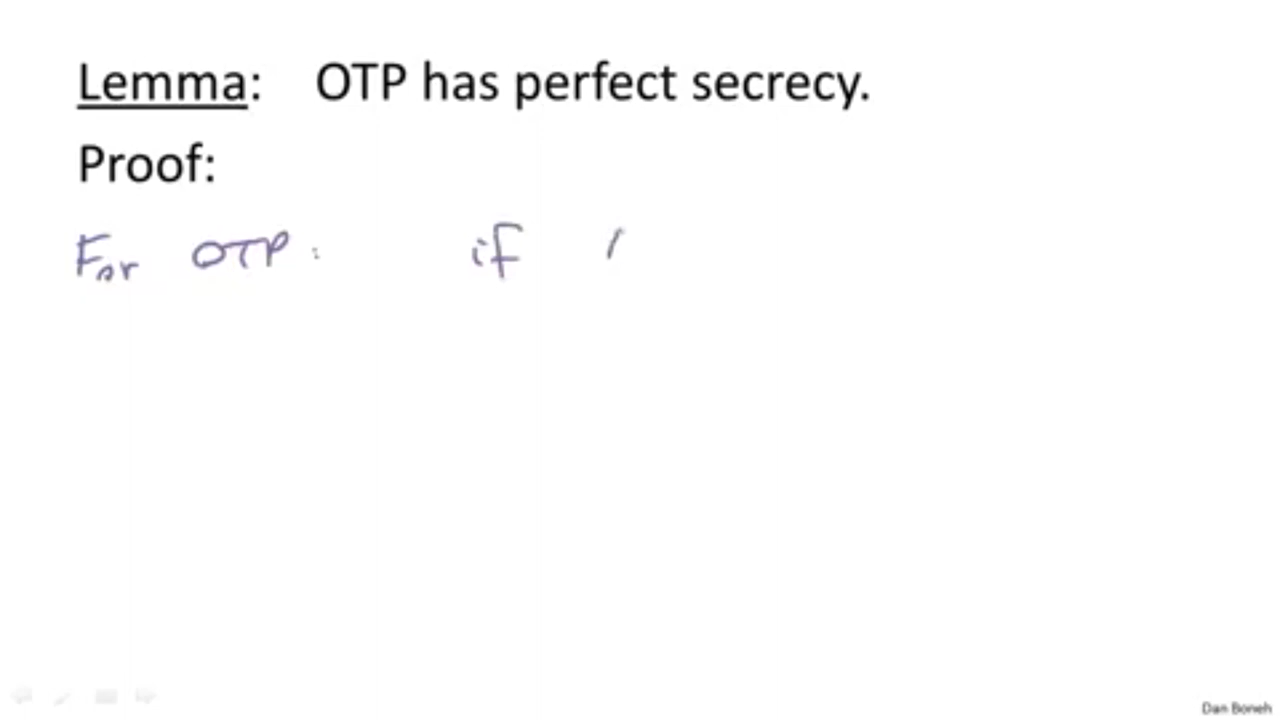 Lemma: OTP has perfect secrecy.
Proof:
For OTP: if
Dan Boneh